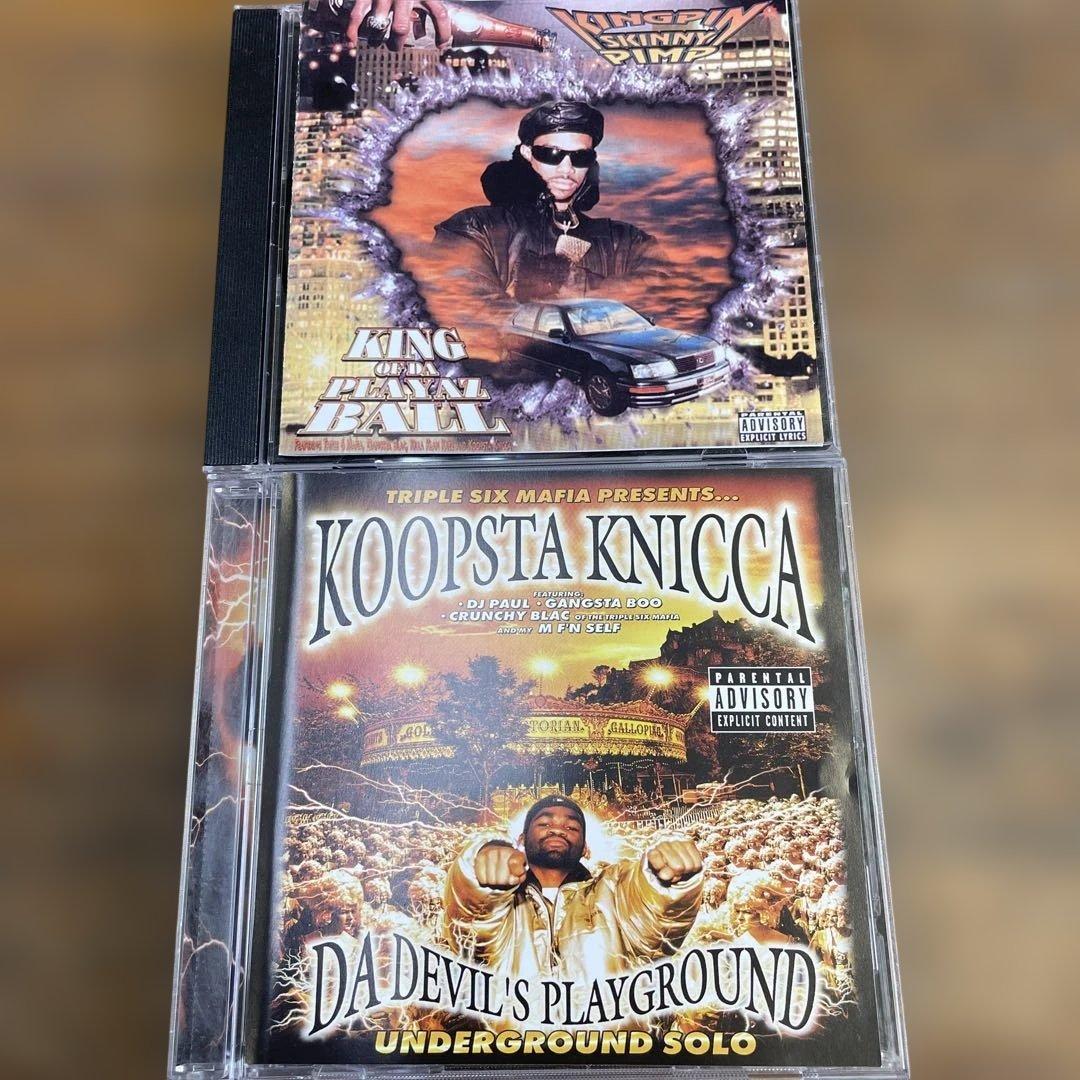 KINGPIN
SKINNY
PIMP
KING
OF DA
PLAYAZ
BALL
PARENTAL
ADVISORY
EXPLICIT LYRICS
TRIPLE SIX MAFIA PRESENTS...
KOOPSTA KNICCA
FEATURING:
• DJ PAUL • GANGSTA BOO
• CRUNCHY BLAC OF THE TRIPLE SIX MAFIA
AND MY M F'N SELF
PARENTAL
ADVISORY
EXPLICIT CONTENT
TORIAN GALLOPING
DA DEVIL'S PLAYGROUND
UNDERGROUND SOLO